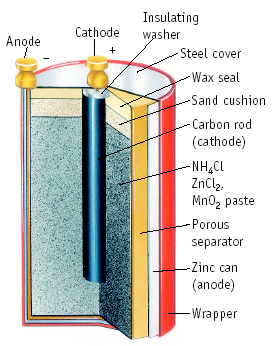 Insulating
washer
Cathode
Anode
−
+
Steel cover
Wax seal
Sand cushion
Carbon rod
(cathode)
NH₄Cl
ZnCl₂,
MnO₂ paste
Porous
separator
Zinc can
(anode)
Wrapper